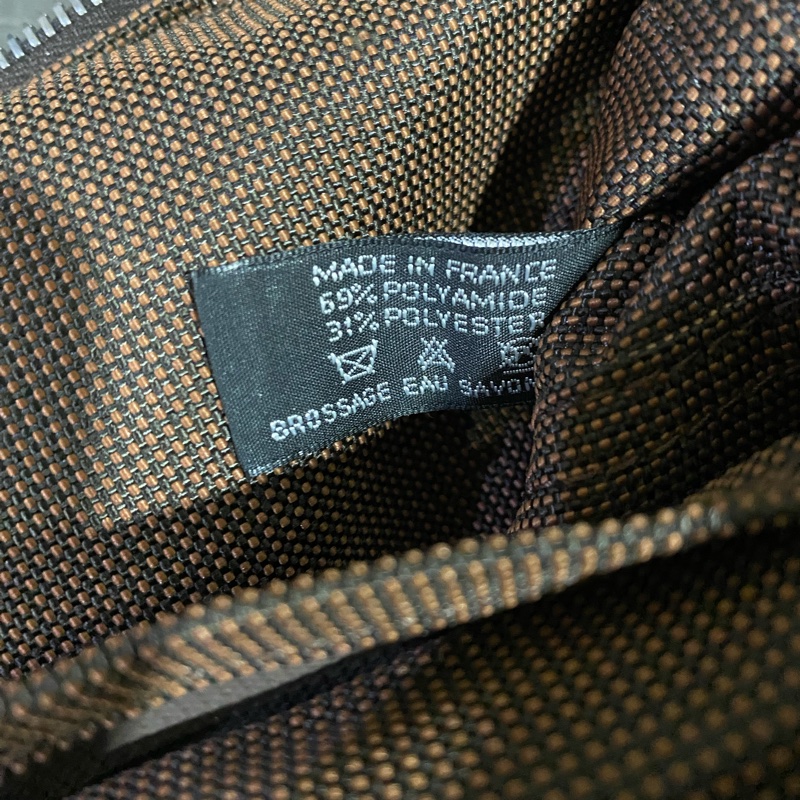 MADE IN FRANCE
69% POLYAMIDE
31% POLYESTER
BROSSAGE EAU SAVON